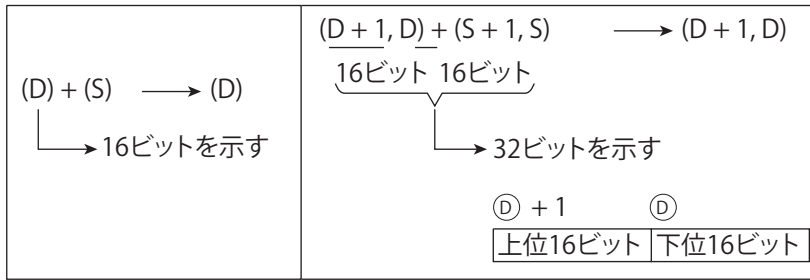 (D) + (S) → (D)
16ビットを示す
(D + 1, D) + (S + 1, S) → (D + 1, D)
16ビット 16ビット
32ビットを示す
Ⓓ + 1 Ⓓ
上位16ビット 下位16ビット